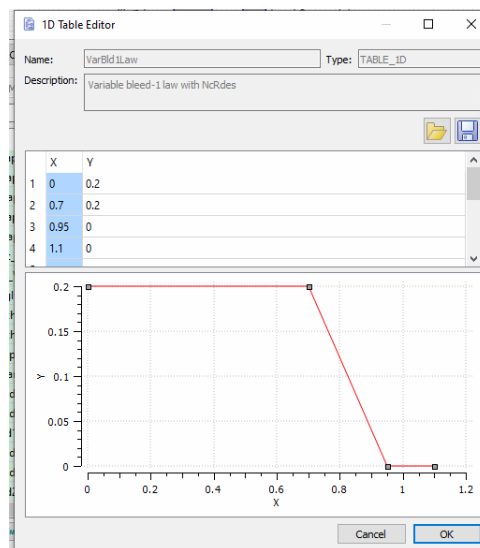 1D Table Editor
Name: VarBld1Law Type: TABLE_1D
Description: Variable bleed-1 law with NcRdes
X Y
1 0 0.2
2 0.7 0.2
3 0.95 0
4 1.1 0
0.2
0.15
0.1
0.05
0
Y
0 0.2 0.4 0.6 0.8 1 1.2
X
Cancel OK